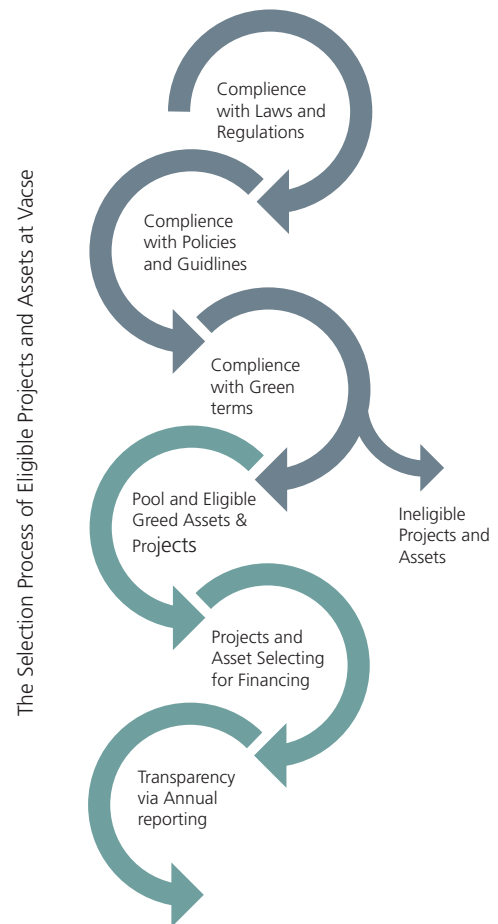 The Selection Process of Eligible Projects and Assets at Vacse
Complience
with Laws and
Regulations
Complience
with Policies
and Guidlines
Complience
with Green
terms
Pool and Eligible
Greed Assets &
Projects
Ineligible
Projects and
Assets
Projects and
Asset Selecting
for Financing
Transparency
via Annual
reporting